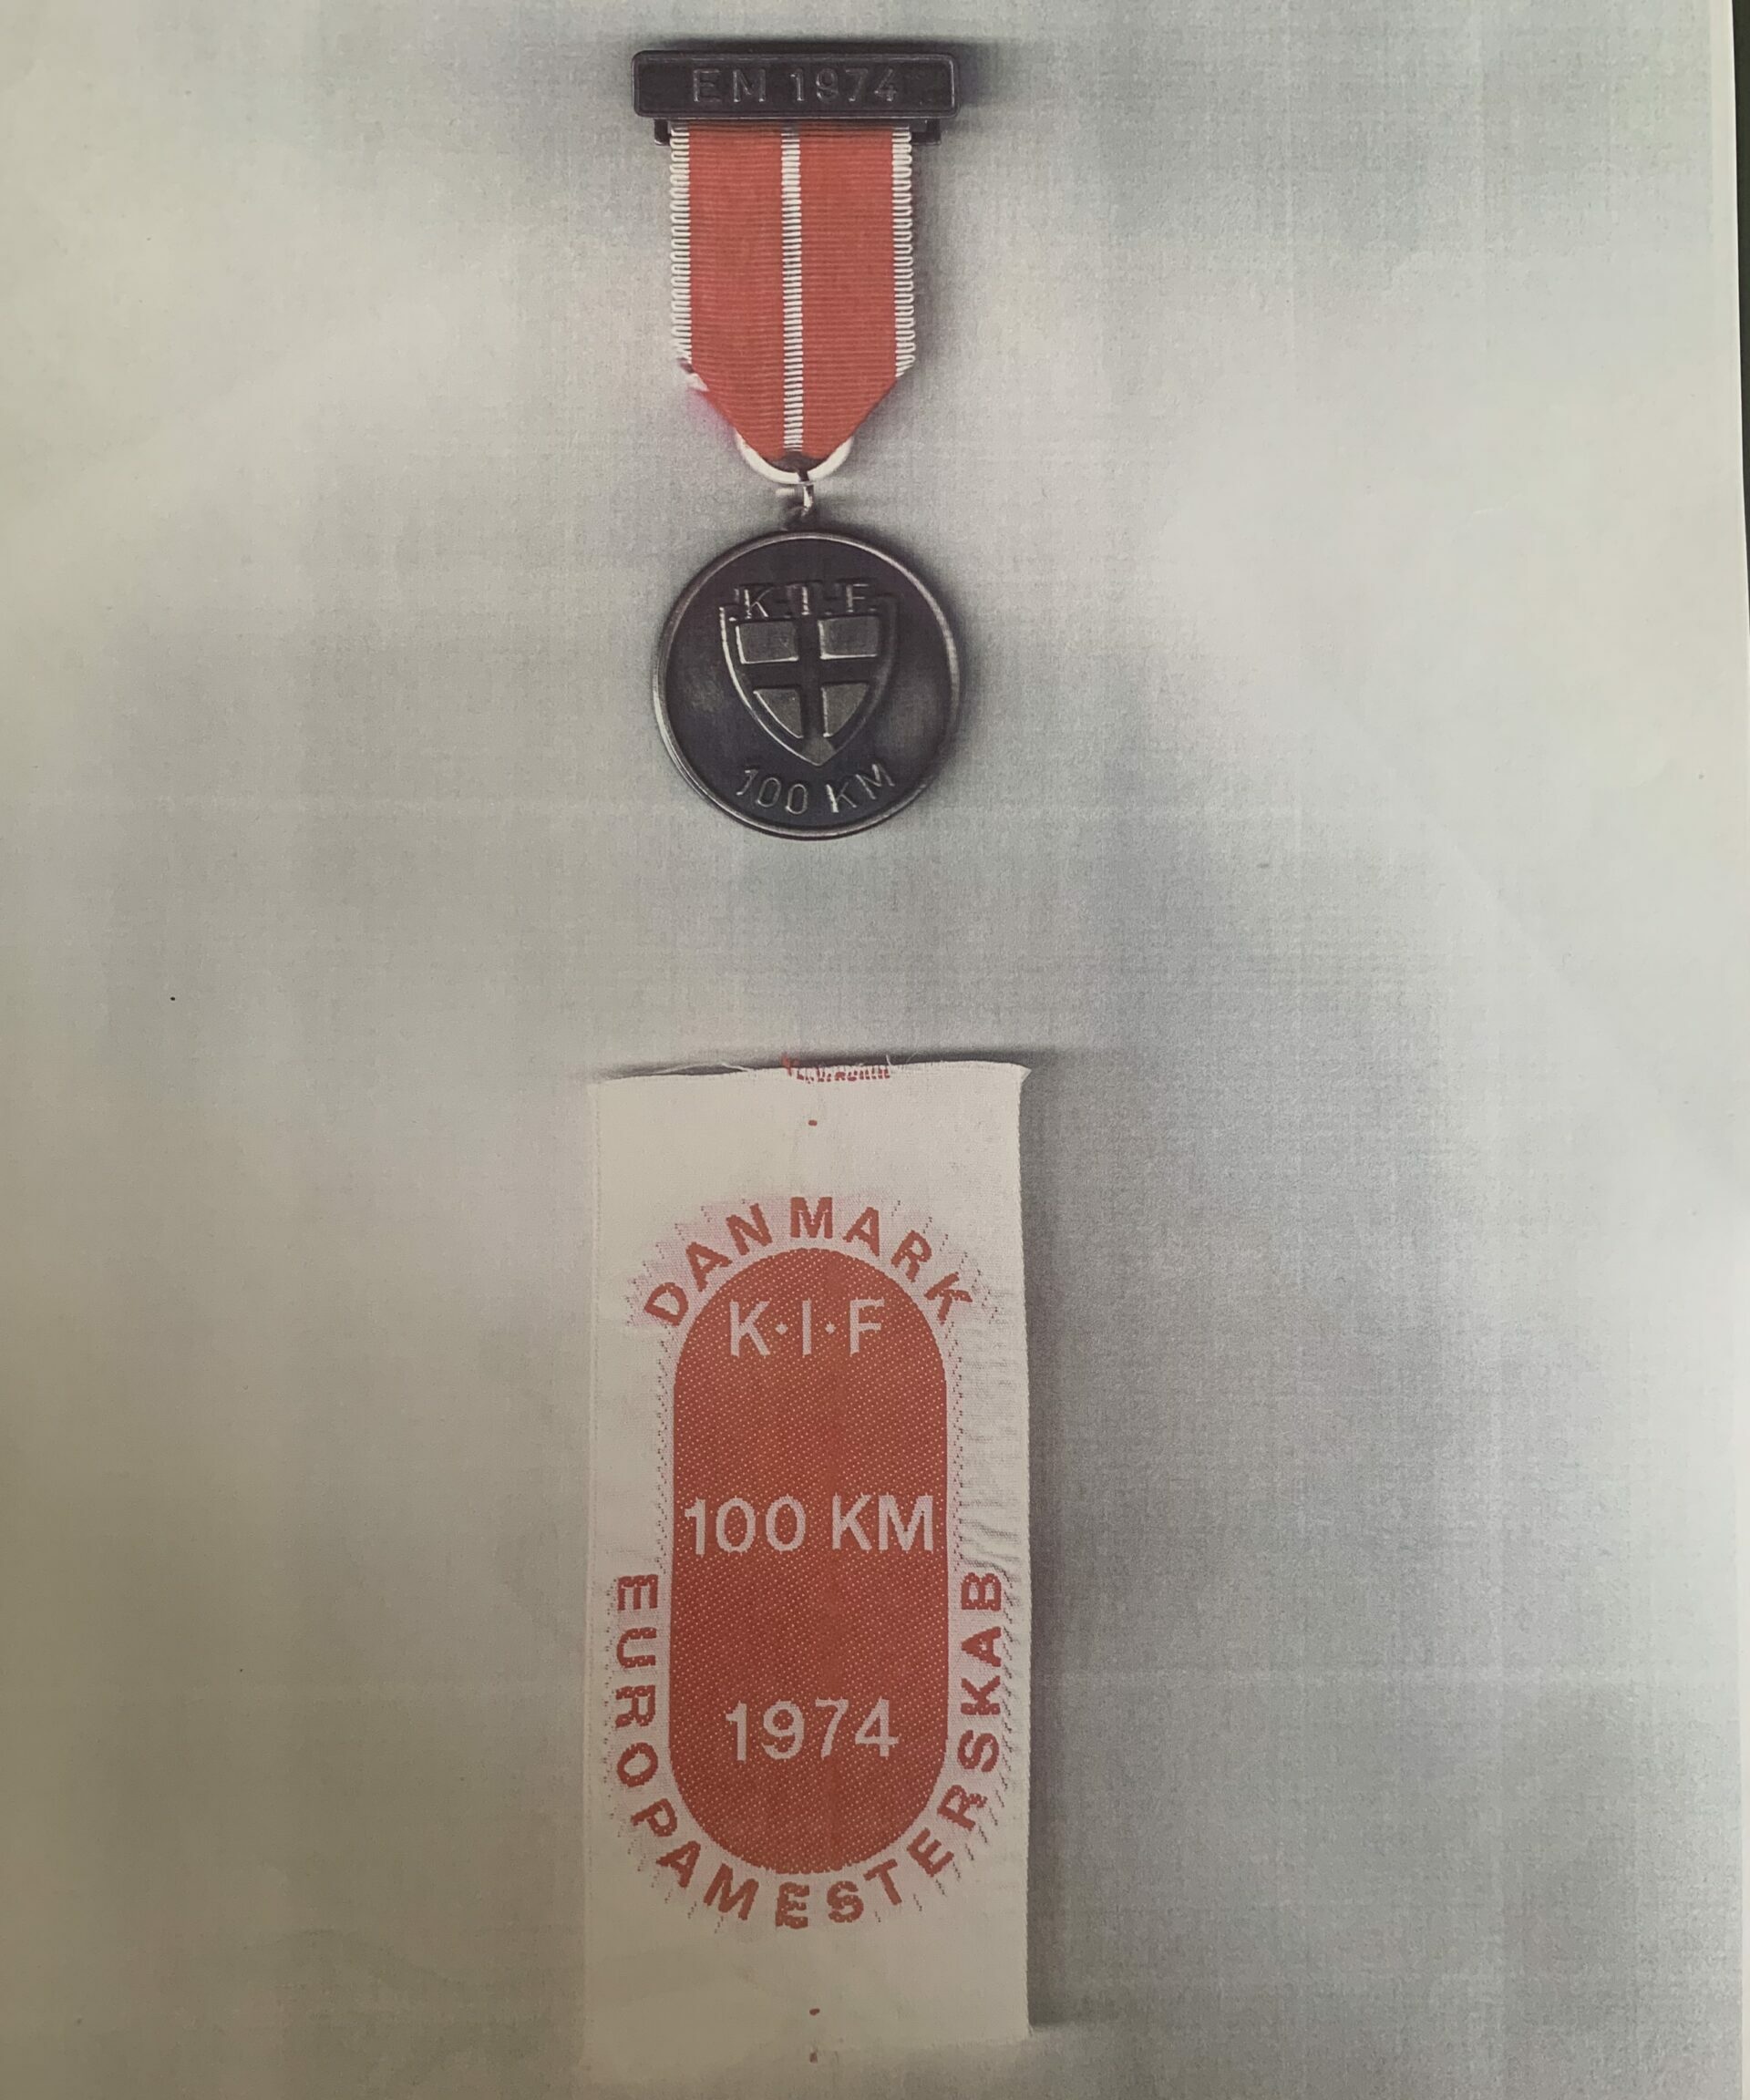 EM 1974
K.I.F.
100 KM
DANMARK
K·I·F
100 KM
1974
EUROPAMESTERSKAB